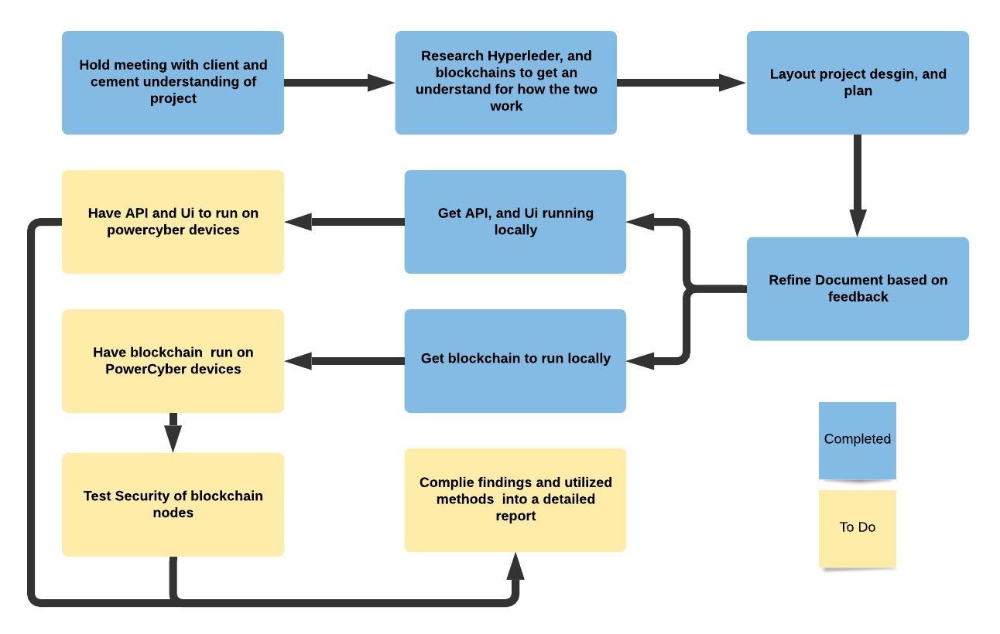 Hold meeting with client and
cement understanding of
project
Research Hyperleder, and
blockchains to get an
understand for how the two
work
Layout project desgin, and
plan
Have API and Ui to run on
powercyber devices
Get API, and Ui running
locally
Refine Document based on
feedback
Have blockchain  run on
PowerCyber devices
Get blockchain to run locally
Test Security of blockchain
nodes
Complie findings and utilized
methods  into a detailed
report
Completed
To Do